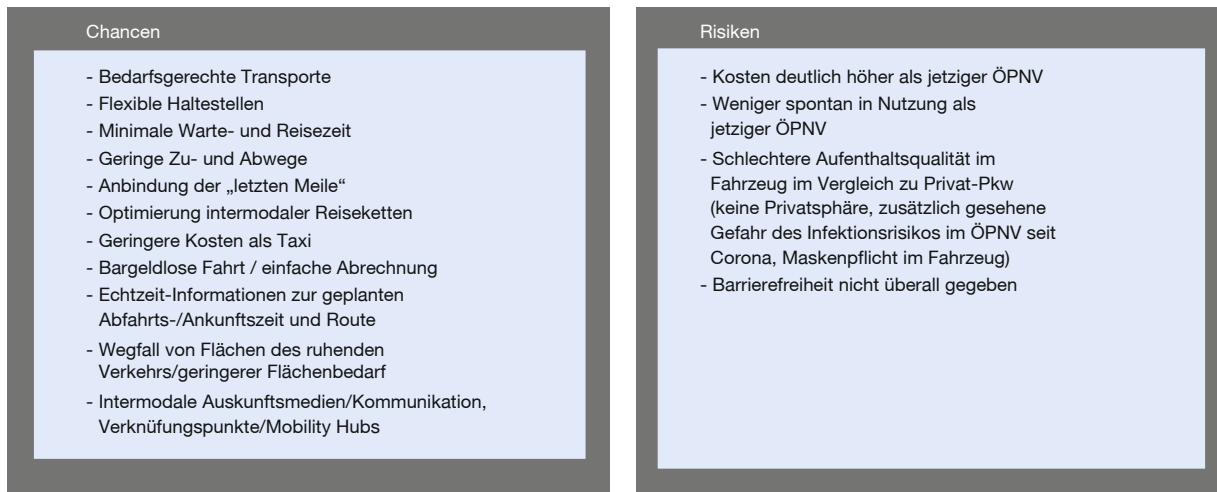 Chancen
- Bedarfsgerechte Transporte
- Flexible Haltestellen
- Minimale Warte- und Reisezeit
- Geringe Zu- und Abwege
- Anbindung der „letzten Meile“
- Optimierung intermodaler Reiseketten
- Geringere Kosten als Taxi
- Bargeldlose Fahrt / einfache Abrechnung
- Echtzeit-Informationen zur geplanten
Abfahrts-/Ankunftszeit und Route
- Wegfall von Flächen des ruhenden
Verkehrs/geringerer Flächenbedarf
- Intermodale Auskunftsmedien/Kommunikation,
Verknüfungspunkte/Mobility Hubs
Risiken
- Kosten deutlich höher als jetziger ÖPNV
- Weniger spontan in Nutzung als
jetziger ÖPNV
- Schlechtere Aufenthaltsqualität im
Fahrzeug im Vergleich zu Privat-Pkw
(keine Privatsphäre, zusätzlich gesehene
Gefahr des Infektionsrisikos im ÖPNV seit
Corona, Maskenpflicht im Fahrzeug)
- Barrierefreiheit nicht überall gegeben